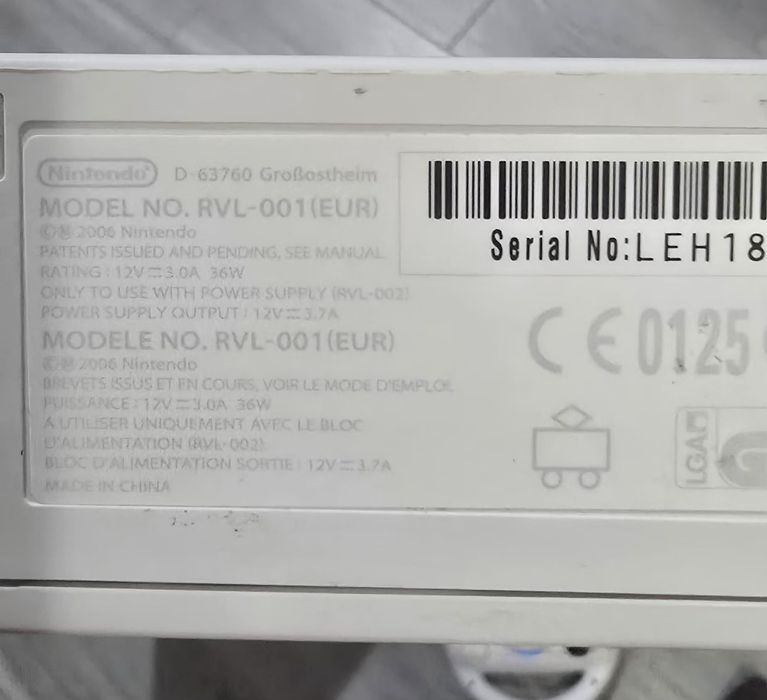 Nintendo® D-63760 Großostheim
MODEL NO. RVL-001(EUR)
©Ⓜ 2006 Nintendo
PATENTS ISSUED AND PENDING, SEE MANUAL
RATING : 12V⎓3.0A 36W
ONLY TO USE WITH POWER SUPPLY (RVL-002)
POWER SUPPLY OUTPUT : 12V⎓3.7A
MODELE NO. RVL-001(EUR)
©Ⓜ 2006 Nintendo
BREVETS ISSUS ET EN COURS, VOIR LE MODE D'EMPLOI.
PUISSANCE : 12V⎓3.0A 36W
A UTILISER UNIQUEMENT AVEC LE BLOC
D'ALIMENTATION (RVL-002)
BLOC D'ALIMENTATION SORTIE : 12V⎓3.7A
MADE IN CHINA
Serial No:LEH18
CE0125
LGA